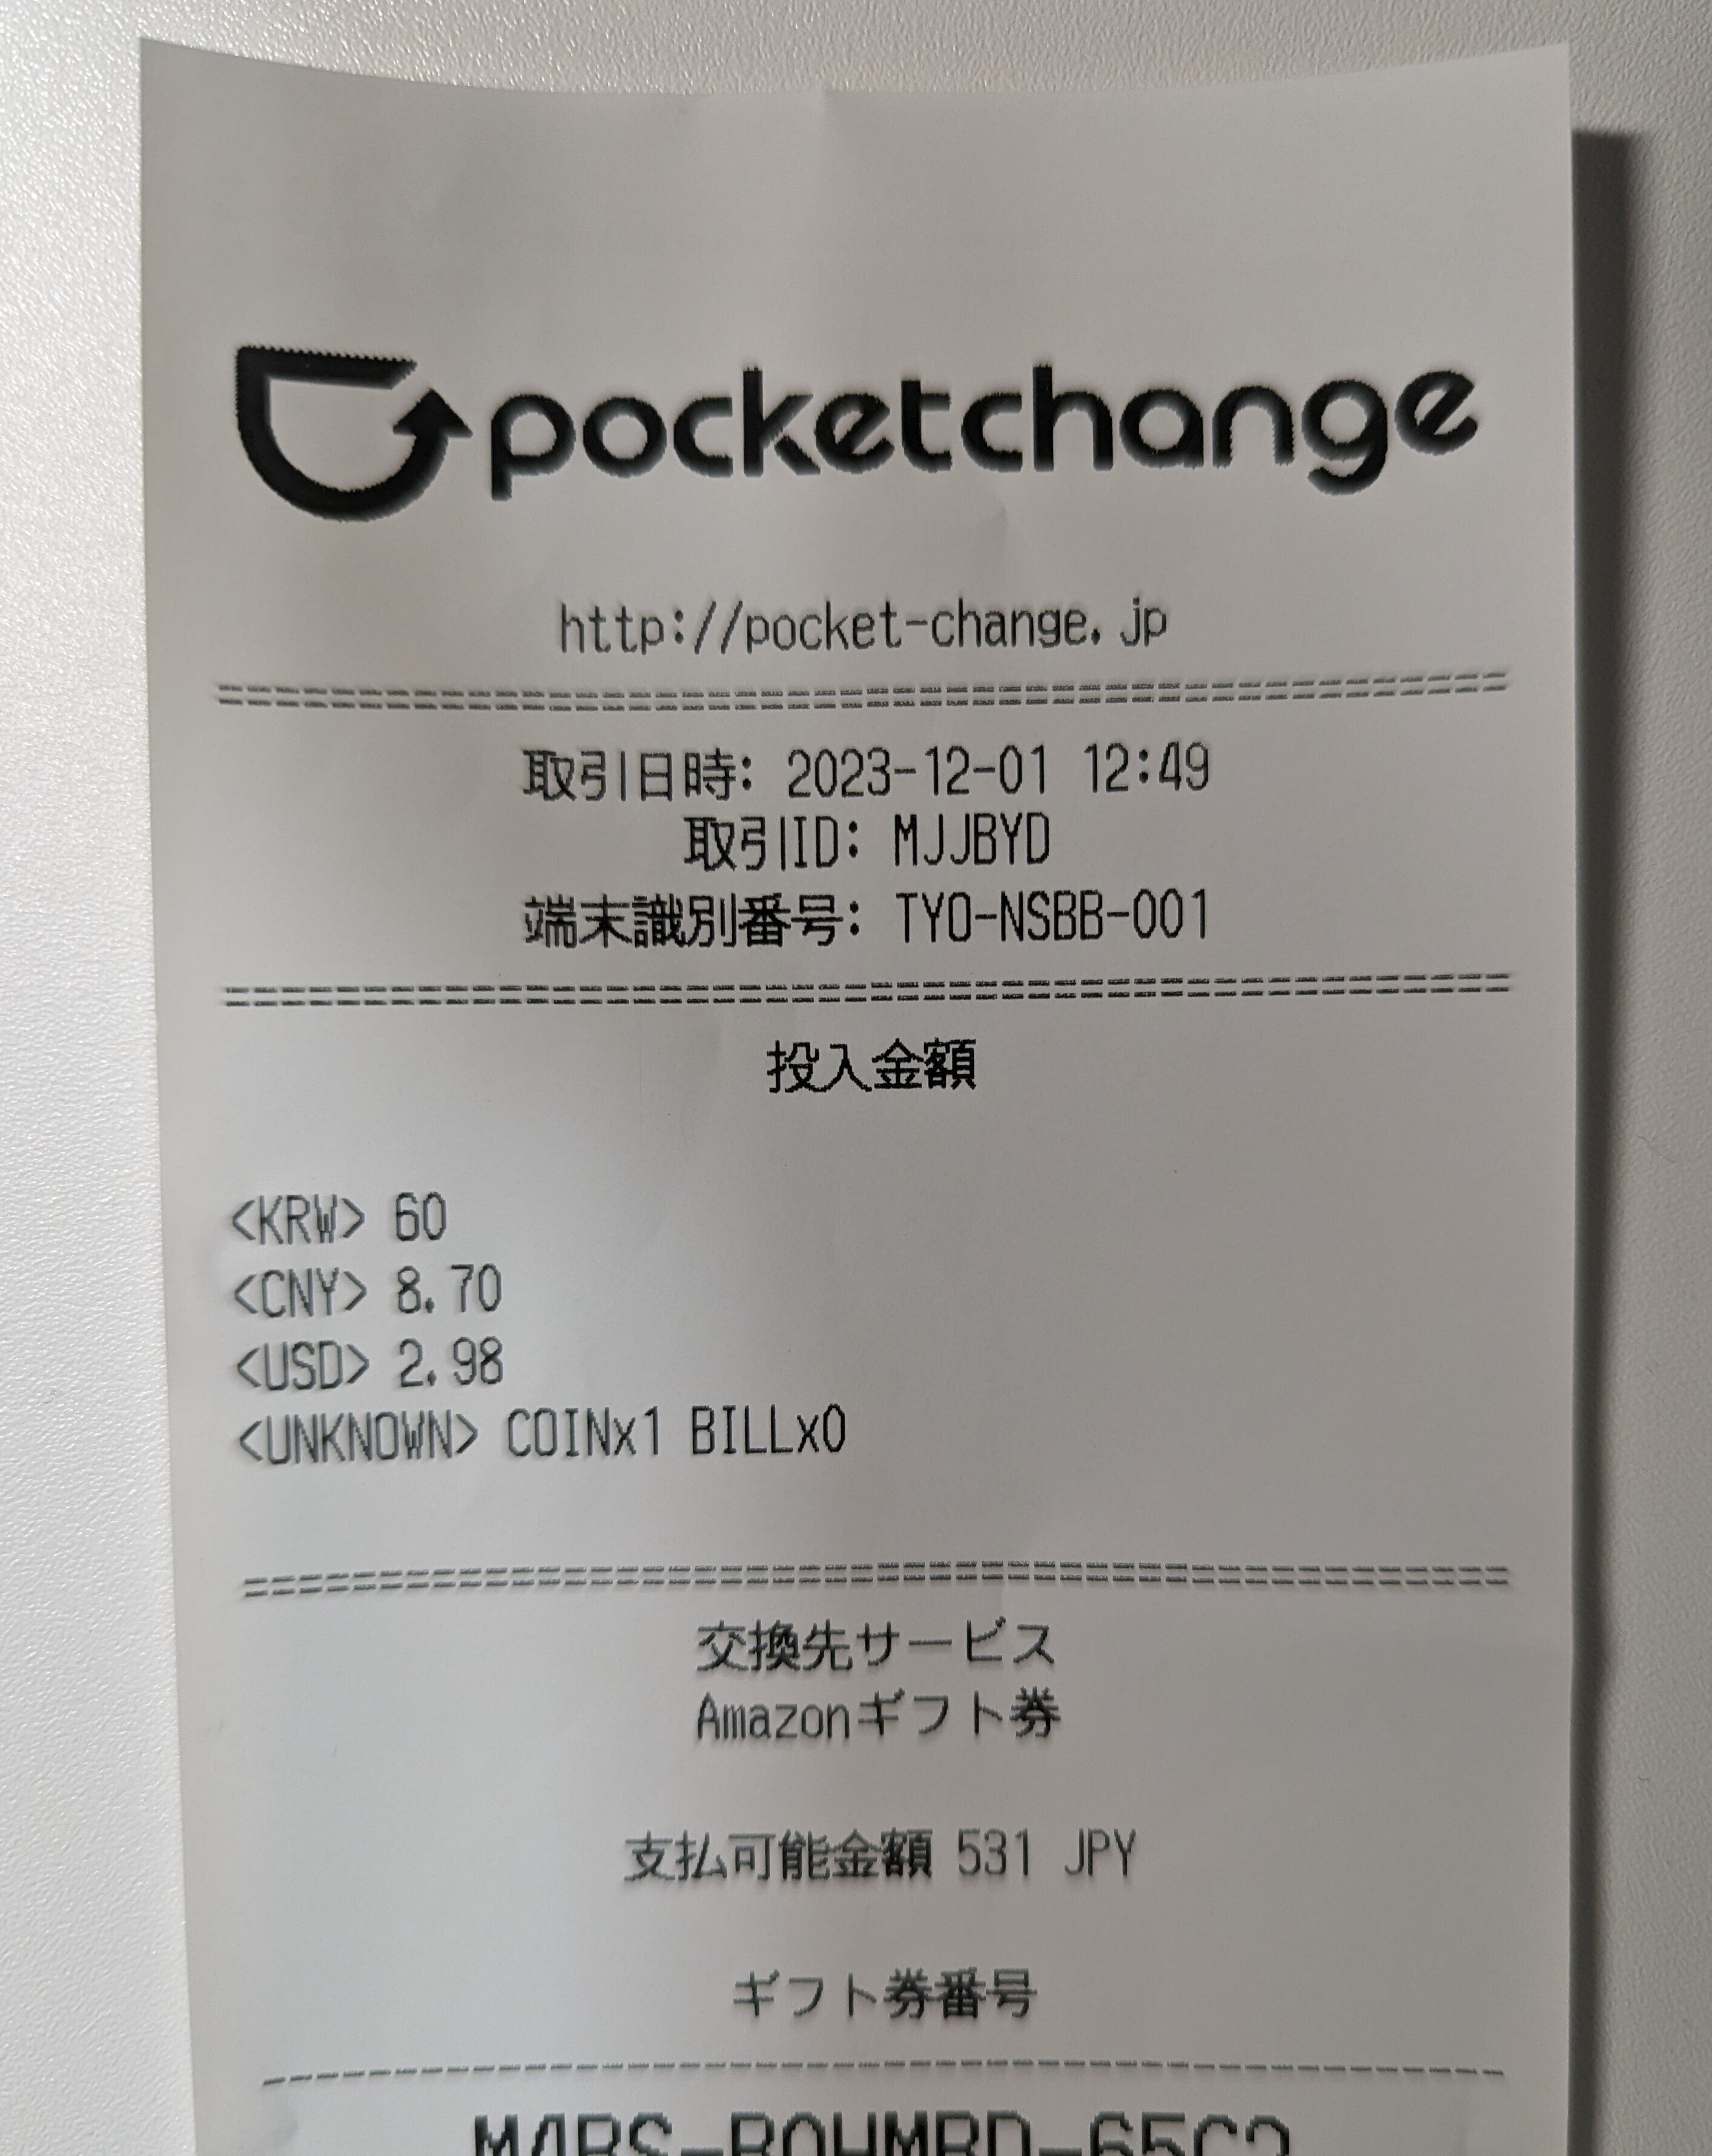 pocketchange
http://pocket-change.jp
取引日時: 2023-12-01 12:49
取引ID: MJJBYD
端末識別番号: TYO-NSBB-001
投入金額
<KRW> 60
<CNY> 8.70
<USD> 2.98
<UNKNOWN> COINx1 BILLx0
交換先サービス
Amazonギフト券
支払可能金額 531 JPY
ギフト券番号